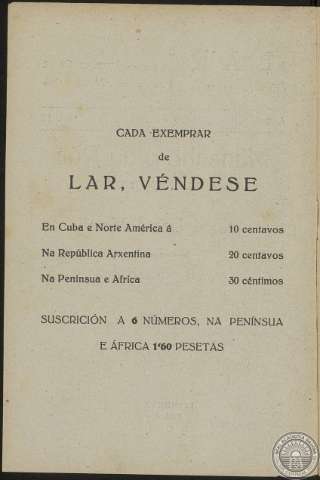 CADA EXEMPRAR
de
LAR, VÉNDESE
En Cuba e Norte América á 10 centavos
Na República Arxentina 20 centavos
Na Peninsua e Africa 30 céntimos
SUSCRICIÓN A 6 NÚMEROS, NA PENÍNSUA
E ÁFRICA 1'60 PESETAS